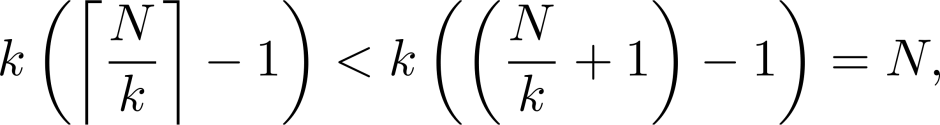 k(⌈N/k⌉ − 1) < k((N/k + 1) − 1) = N,